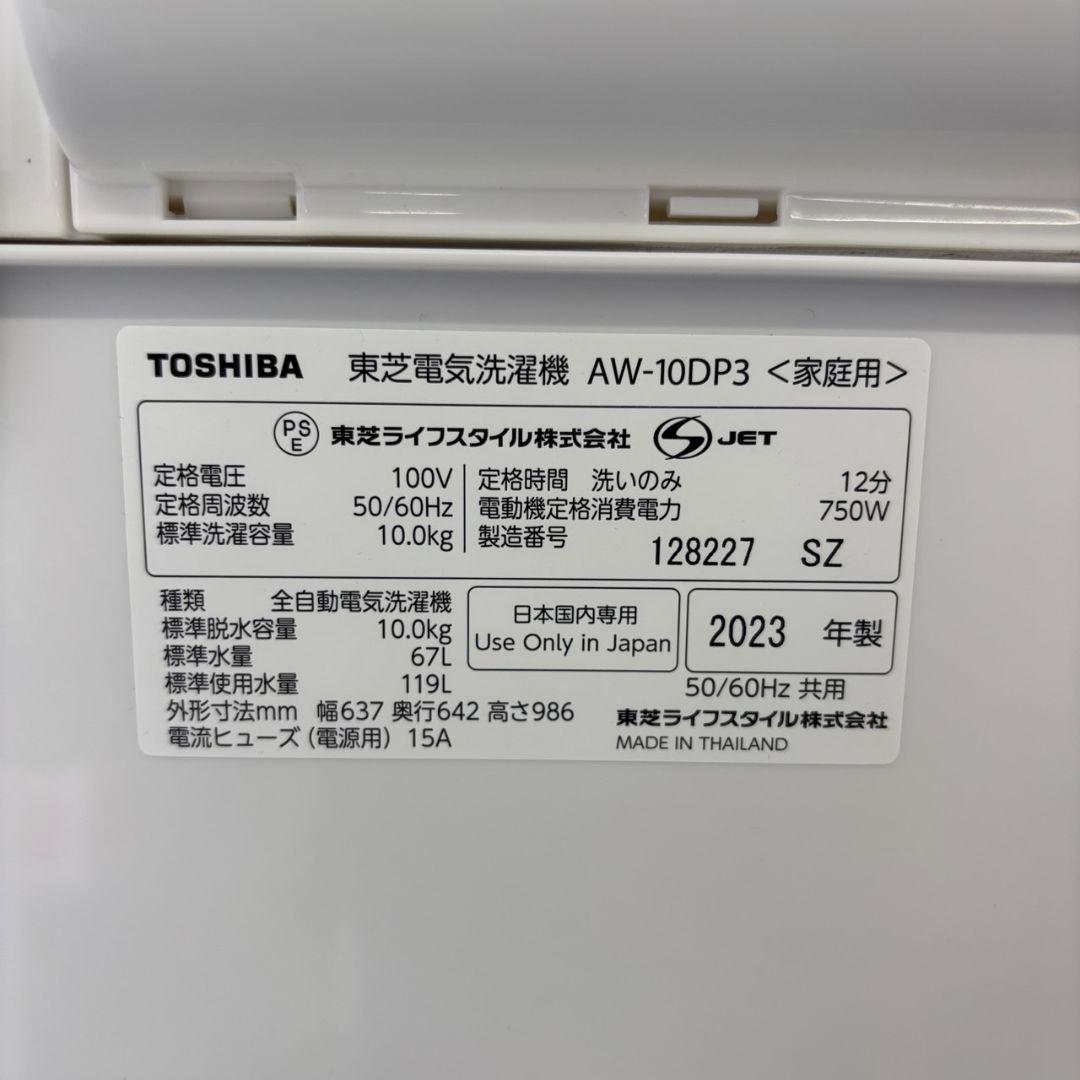 TOSHIBA 東芝電気洗濯機 AW-10DP3 <家庭用>
PSE 東芝ライフスタイル株式会社 S JET
定格電圧 100V
定格周波数 50/60Hz
標準洗濯容量 10.0kg
定格時間 洗いのみ 12分
電動機定格消費電力 750W
製造番号 128227 SZ
種類 全自動電気洗濯機
標準脱水容量 10.0kg
標準水量 67L
標準使用水量 119L
外形寸法mm 幅637 奥行642 高さ986
電流ヒューズ(電源用) 15A
日本国内専用
Use Only in Japan
2023 年製
50/60Hz 共用
東芝ライフスタイル株式会社
MADE IN THAILAND